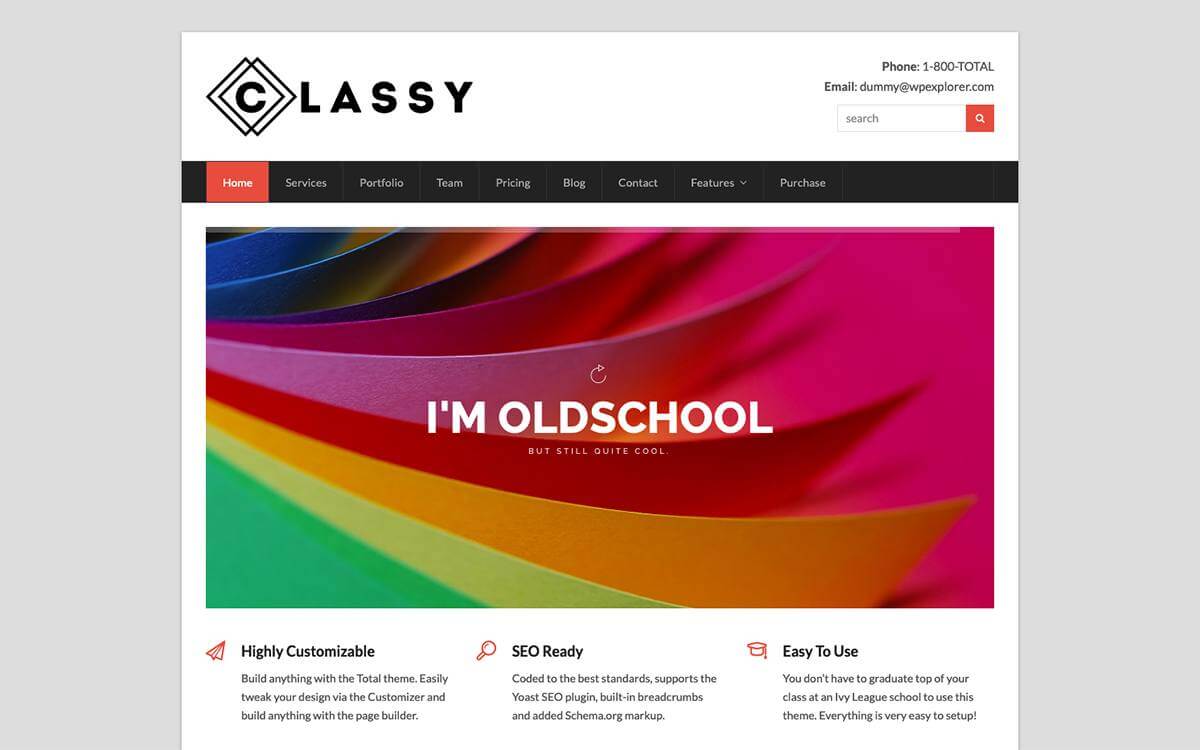 CLASSY
Phone: 1-800-TOTAL
Email: dummy@wpexplorer.com
search
Home Services Portfolio Team Pricing Blog Contact Features Purchase
I'M OLDSCHOOL
BUT STILL QUITE COOL.
Highly Customizable
Build anything with the Total theme. Easily
tweak your design via the Customizer and
build anything with the page builder.
SEO Ready
Coded to the best standards, supports the
Yoast SEO plugin, built-in breadcrumbs
and added Schema.org markup.
Easy To Use
You don't have to graduate top of your
class at an Ivy League school to use this
theme. Everything is very easy to setup!